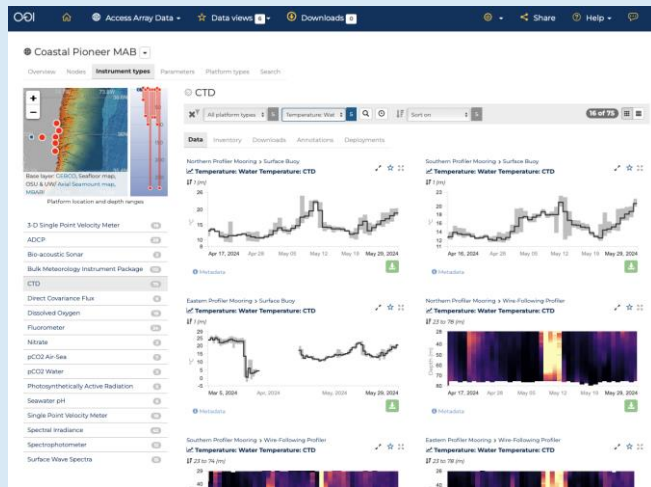 OOI
Access Array Data
Data views 6
Downloads 0
Share
Help
Coastal Pioneer MAB
Overview Nodes Instrument types Parameters Platform types Search
CTD
All platform types
Temperature: Wat
Sort on
16 of 75
Data Inventory Downloads Annotations Deployments
Base layer: GEBCO, Seafloor map,
OSU & UW/ Axial Seamount map,
MBARI
Platform location and depth ranges
3-D Single Point Velocity Meter
ADCP
Bio-acoustic Sonar
Bulk Meteorology Instrument Package
CTD
Direct Covariance Flux
Dissolved Oxygen
Fluorometer
Nitrate
pCO2 Air-Sea
pCO2 Water
Photosynthetically Active Radiation
Seawater pH
Single Point Velocity Meter
Spectral Irradiance
Spectrophotometer
Surface Wave Spectra
Northern Profiler Mooring > Surface Buoy
Temperature: Water Temperature: CTD
1 (m)
Apr 17, 2024 Apr 28 May 05 May 12 May 19 May 29, 2024
Metadata
Southern Profiler Mooring > Surface Buoy
Temperature: Water Temperature: CTD
1 (m)
Apr 16, 2024 Apr 28 May 05 May 12 May 19 May 29, 2024
Metadata
Eastern Profiler Mooring > Surface Buoy
Temperature: Water Temperature: CTD
1 (m)
Mar 5, 2024 Apr, 2024 May, 2024 May 29, 2024
Metadata
Northern Profiler Mooring > Wire-Following Profiler
Temperature: Water Temperature: CTD
23 to 78 (m)
Depth (m)
Apr 17, 2024 Apr 28 May 05 May 12 May 19 May 29, 2024
Metadata
Southern Profiler Mooring > Wire-Following Profiler
Temperature: Water Temperature: CTD
23 to 74 (m)
Eastern Profiler Mooring > Wire-Following Profiler
Temperature: Water Temperature: CTD
23 to 78 (m)